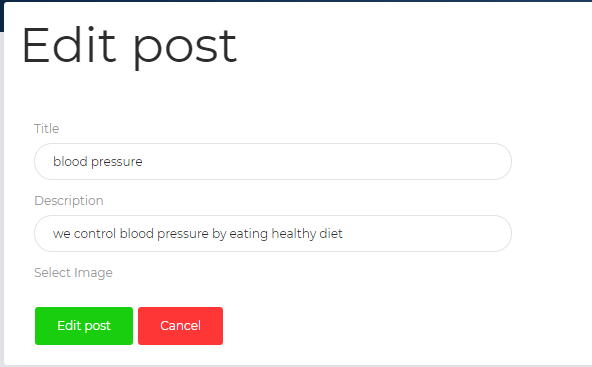 Edit post
Title
blood pressure
Description
we control blood pressure by eating healthy diet
Select Image
Edit post Cancel